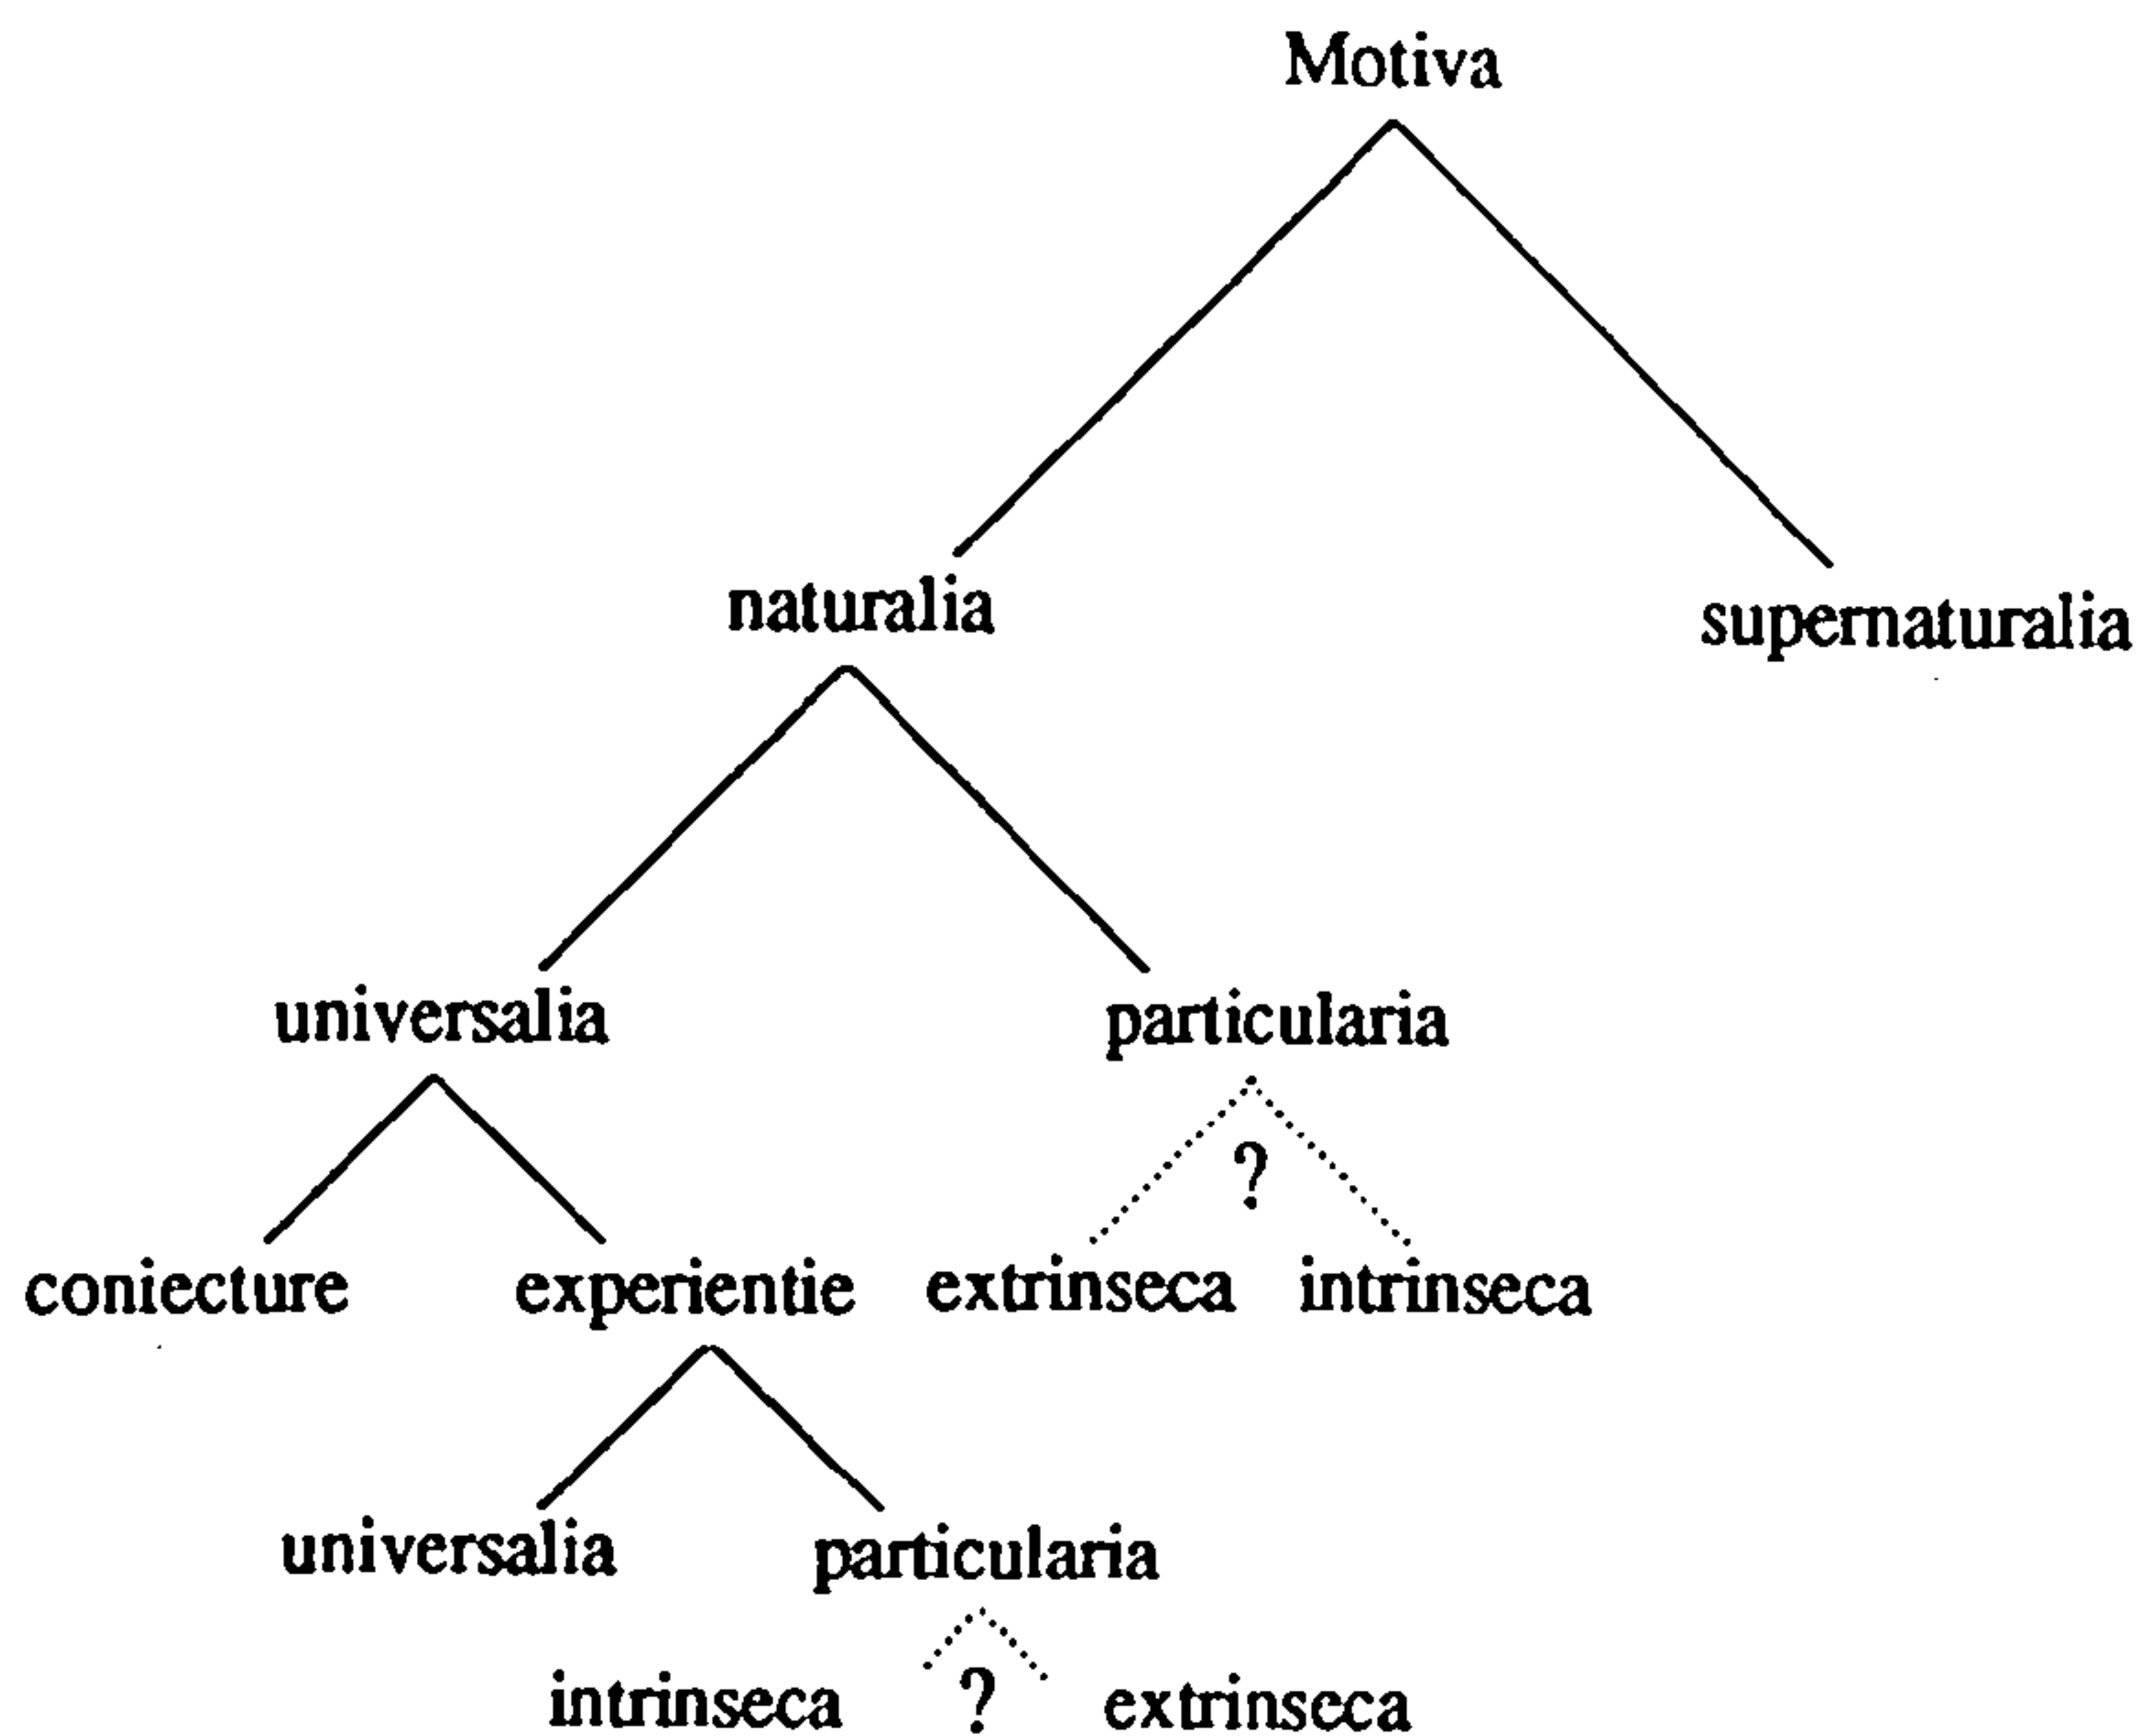 Motiva
naturalia
supernaturalia
universalia
particularia
?
coniecture experientie extrinseca intrinseca
universalia particularia
intrinseca ? extrinseca